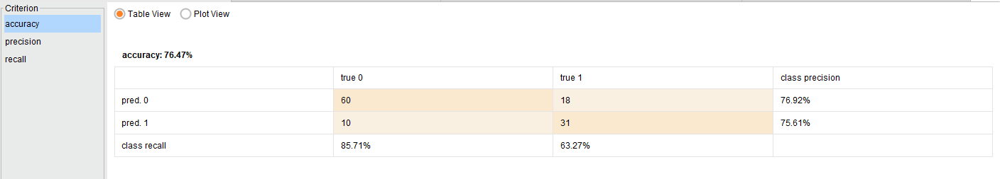 Criterion
accuracy
precision
recall
Table View Plot View
accuracy: 76.47%
true 0 true 1 class precision
pred. 0 60 18 76.92%
pred. 1 10 31 75.61%
class recall 85.71% 63.27%